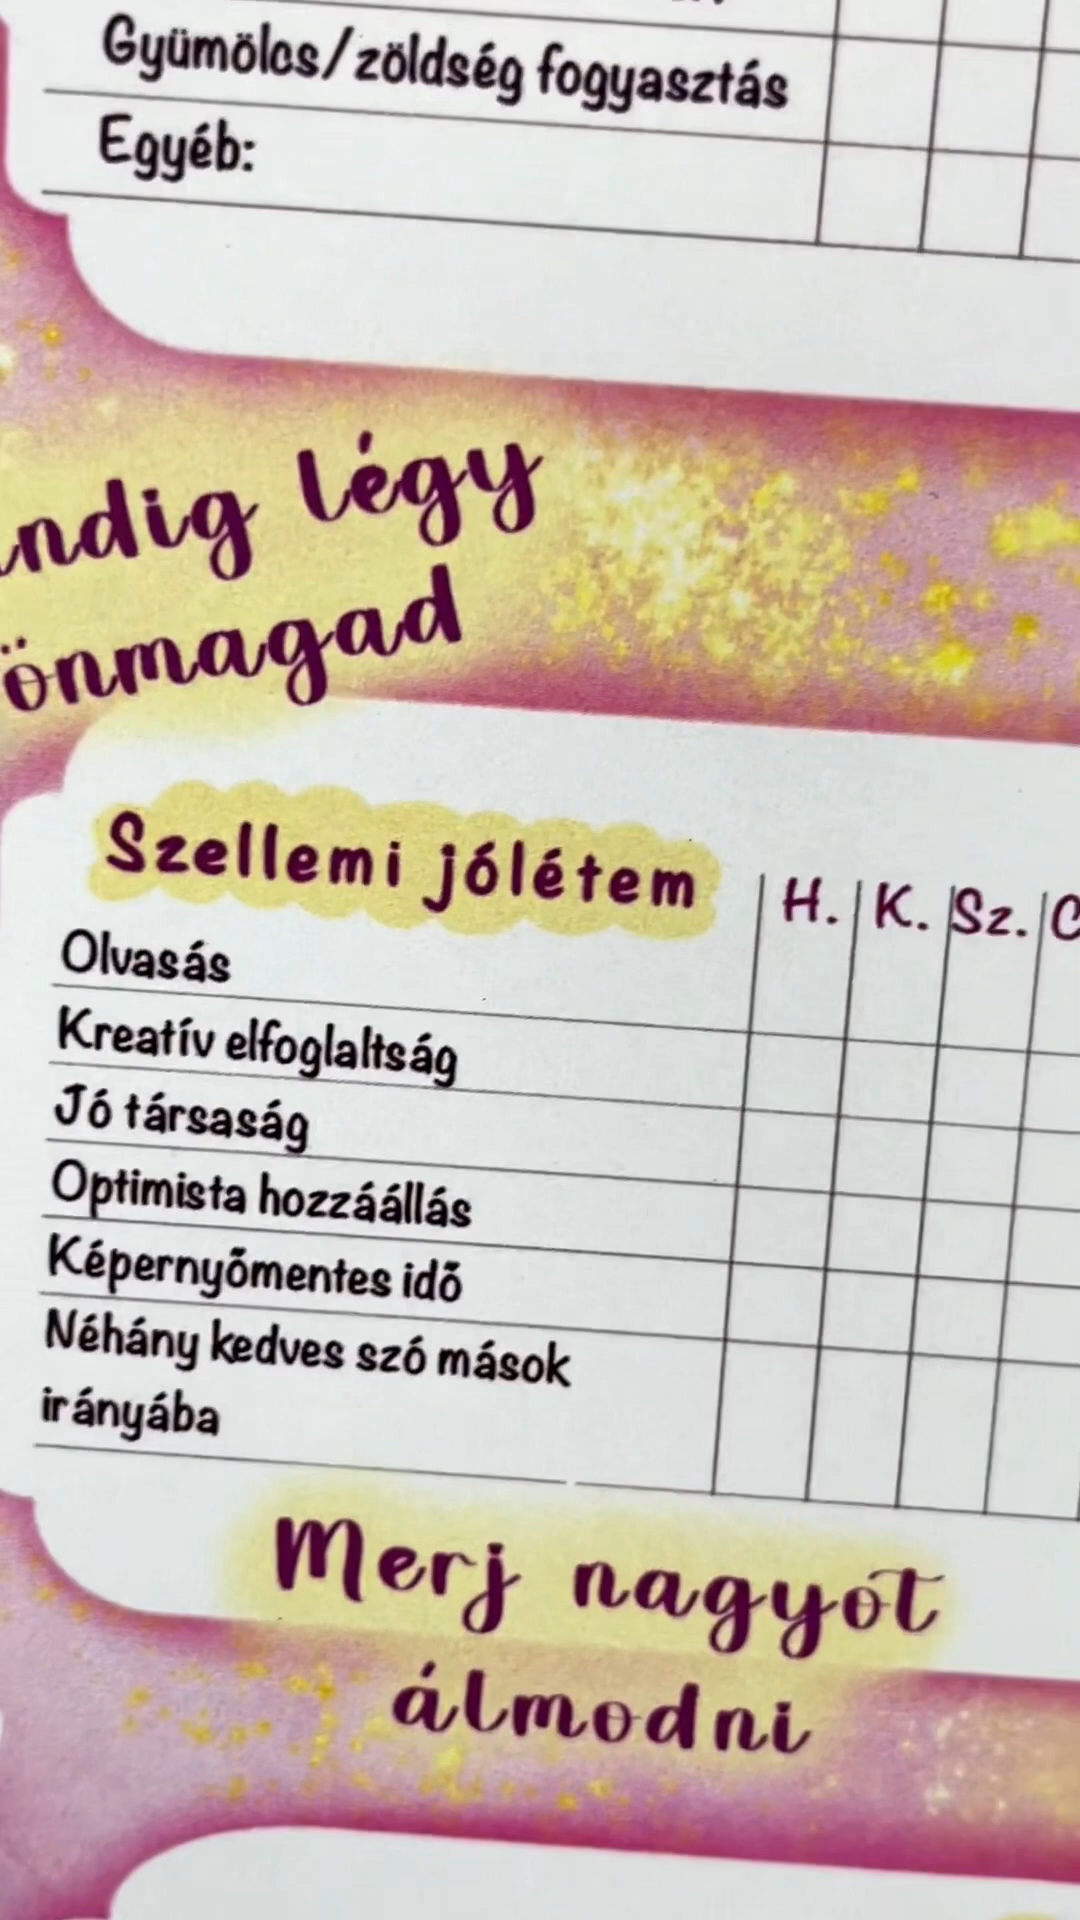 Gyümölcs/zöldség fogyasztás
Egyéb:
légy
önmagad
Szellemi jólétem H. K. Sz.
Olvasás
Kreatív elfoglaltság
Jó társaság
Optimista hozzáállás
Képernyőmentes idő
Néhány kedves szó mások
irányába
Merj nagyot
álmodni